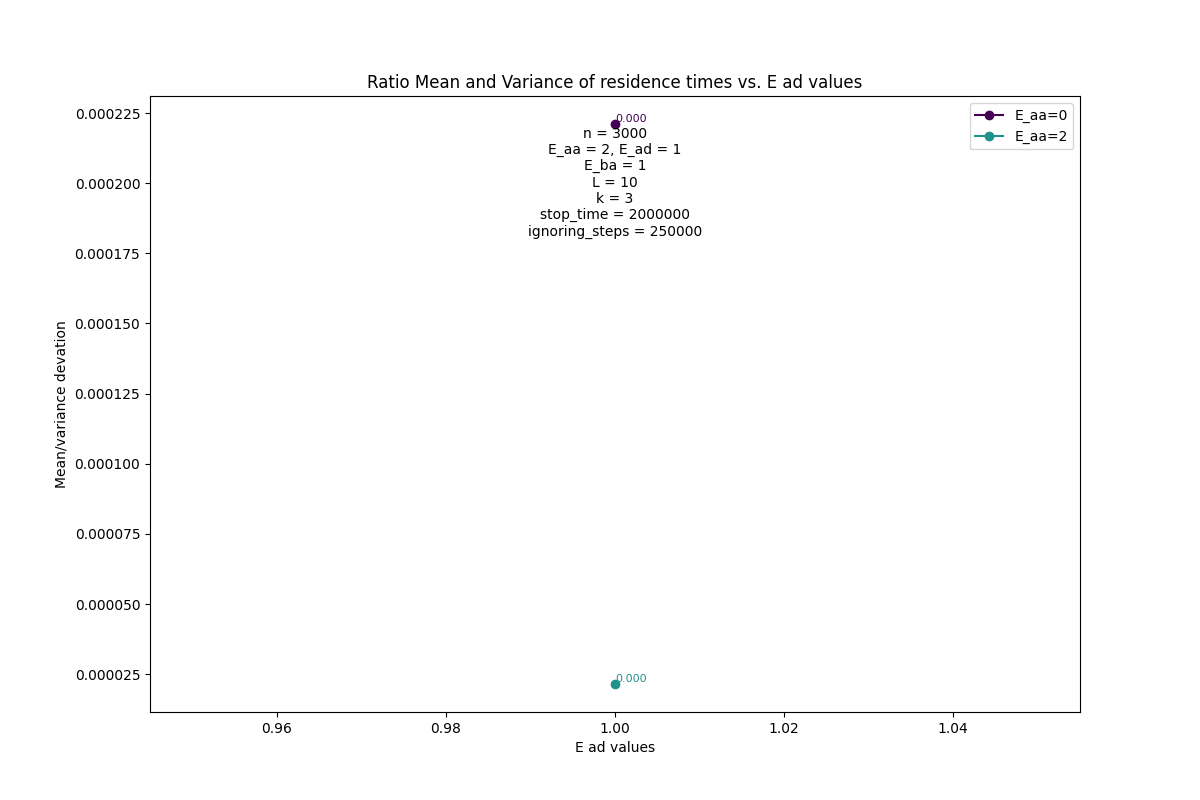 Ratio Mean and Variance of residence times vs. E ad values
0.000225
0.000200
0.000175
0.000150
0.000125
0.000100
0.000075
0.000050
0.000025
Mean/variance devation
0.000
n = 3000
E_aa = 2, E_ad = 1
E_ba = 1
L = 10
k = 3
stop_time = 2000000
ignoring_steps = 250000
E_aa=0
E_aa=2
0.000
0.96
0.98
1.00
1.02
1.04
E ad values